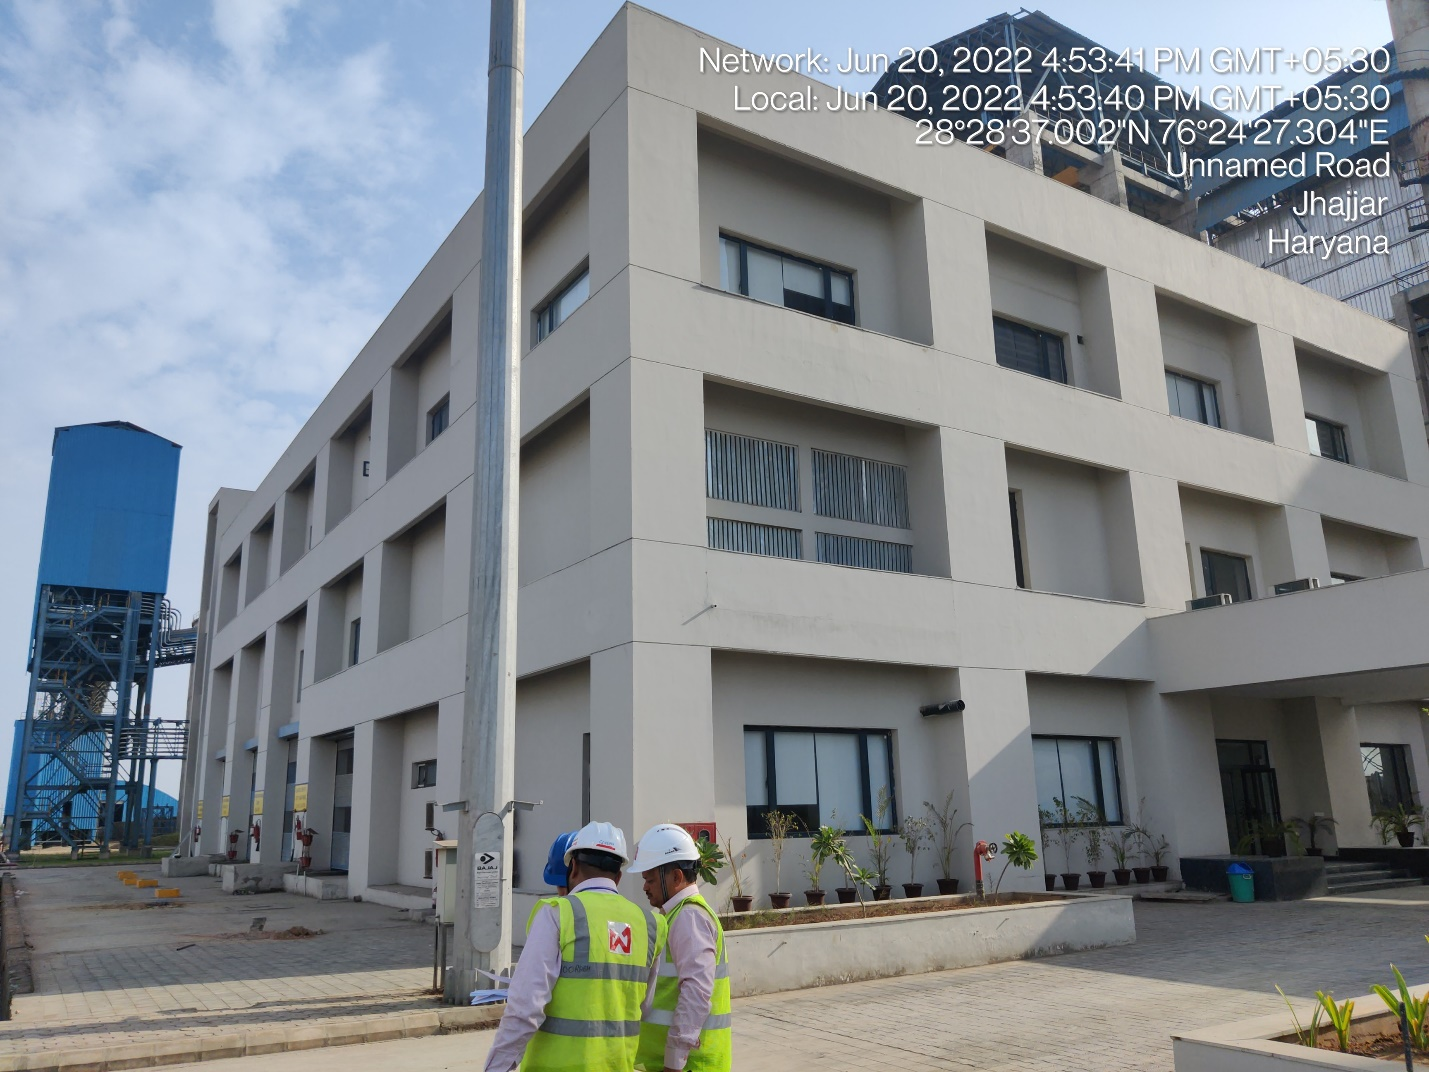 Network: Jun 20, 2022 4:53:41 PM GMT+05:30
Local: Jun 20, 2022 4:53:40 PM GMT+05:30
28°28'37.002"N 76°24'27.304"E
Unnamed Road
Jhajjar
Haryana
BAJAJ